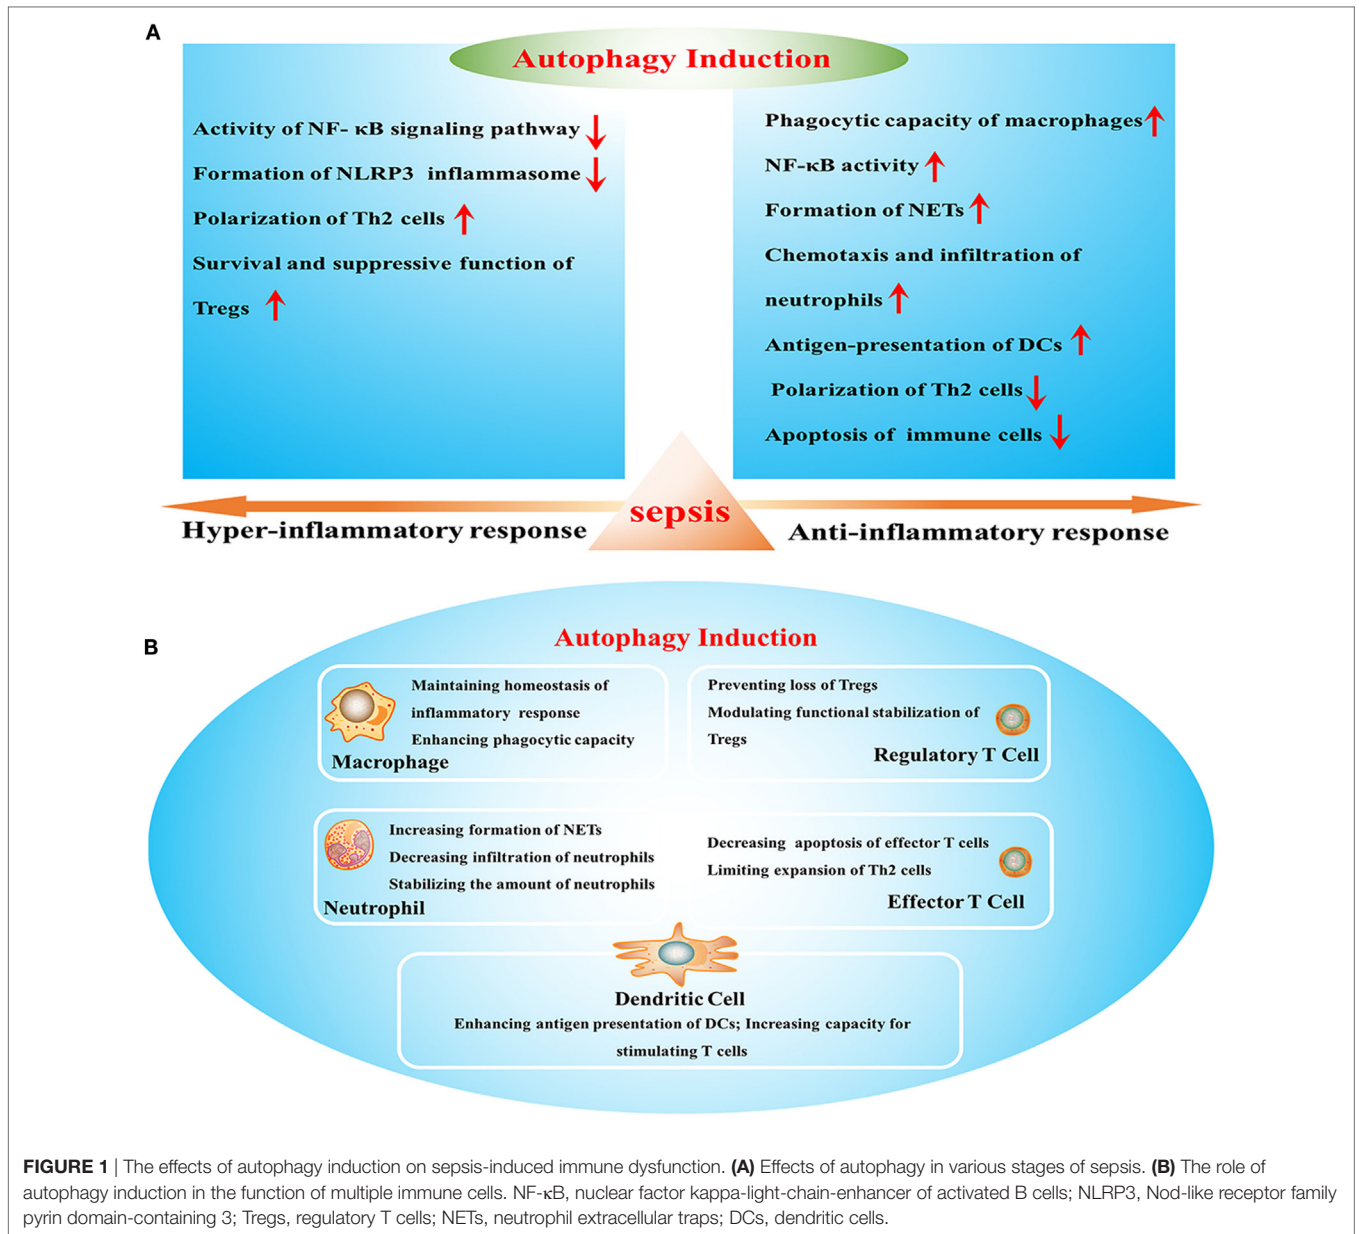 A
Autophagy Induction
Activity of NF- κB signaling pathway
Formation of NLRP3 inflammasome
Polarization of Th2 cells
Survival and suppressive function of
Tregs
Phagocytic capacity of macrophages
NF-κB activity
Formation of NETs
Chemotaxis and infiltration of
neutrophils
Antigen-presentation of DCs
Polarization of Th2 cells
Apoptosis of immune cells
Hyper-inflammatory response
sepsis
Anti-inflammatory response
B
Autophagy Induction
Maintaining homeostasis of
inflammatory response
Enhancing phagocytic capacity
Macrophage
Preventing loss of Tregs
Modulating functional stabilization of
Tregs
Regulatory T Cell
Increasing formation of NETs
Decreasing infiltration of neutrophils
Stabilizing the amount of neutrophils
Neutrophil
Decreasing apoptosis of effector T cells
Limiting expansion of Th2 cells
Effector T Cell
Dendritic Cell
Enhancing antigen presentation of DCs; Increasing capacity for
stimulating T cells
FIGURE 1 | The effects of autophagy induction on sepsis-induced immune dysfunction. (A) Effects of autophagy in various stages of sepsis. (B) The role of
autophagy induction in the function of multiple immune cells. NF-κB, nuclear factor kappa-light-chain-enhancer of activated B cells; NLRP3, Nod-like receptor family
pyrin domain-containing 3; Tregs, regulatory T cells; NETs, neutrophil extracellular traps; DCs, dendritic cells.